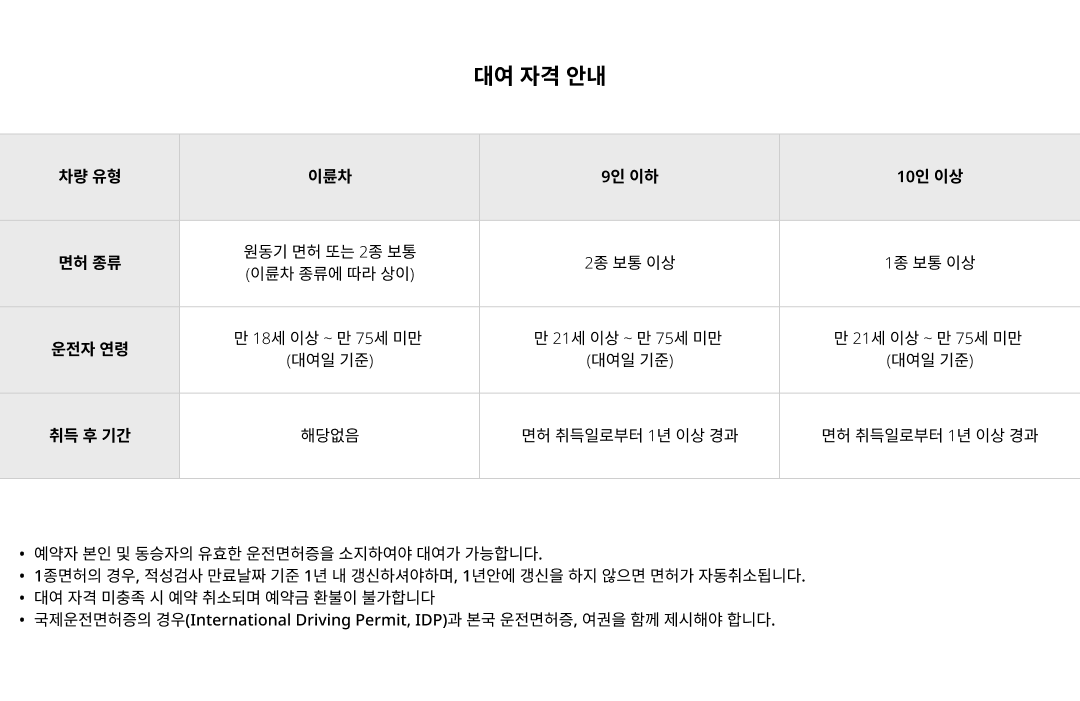 대여 자격 안내
차량 유형
이륜차
9인 이하
10인 이상
면허 종류
원동기 면허 또는 2종 보통
(이륜차 종류에 따라 상이)
2종 보통 이상
1종 보통 이상
운전자 연령
만 18세 이상 ~ 만 75세 미만
(대여일 기준)
만 21세 이상 ~ 만 75세 미만
(대여일 기준)
만 21세 이상 ~ 만 75세 미만
(대여일 기준)
취득 후 기간
해당없음
면허 취득일로부터 1년 이상 경과
면허 취득일로부터 1년 이상 경과
• 예약자 본인 및 동승자의 유효한 운전면허증을 소지하여야 대여가 가능합니다.
• 1종면허의 경우, 적성검사 만료날짜 기준 1년 내 갱신하셔야하며, 1년안에 갱신을 하지 않으면 면허가 자동취소됩니다.
• 대여 자격 미충족 시 예약 취소되며 예약금 환불이 불가합니다
• 국제운전면허증의 경우(International Driving Permit, IDP)과 본국 운전면허증, 여권을 함께 제시해야 합니다.